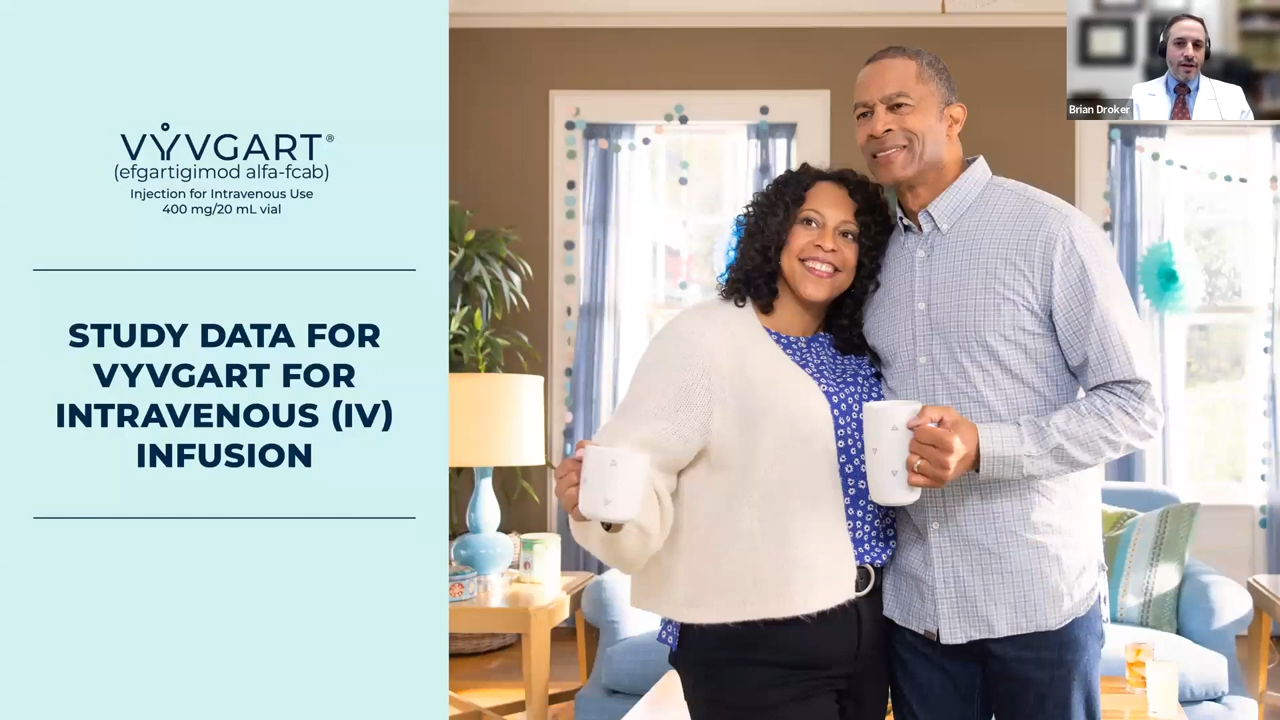 VYVGART®
(efgartigimod alfa-fcab)
Injection for Intravenous Use
400 mg/20 mL vial
STUDY DATA FOR
VYVGART FOR
INTRAVENOUS (IV)
INFUSION
Brian Droker